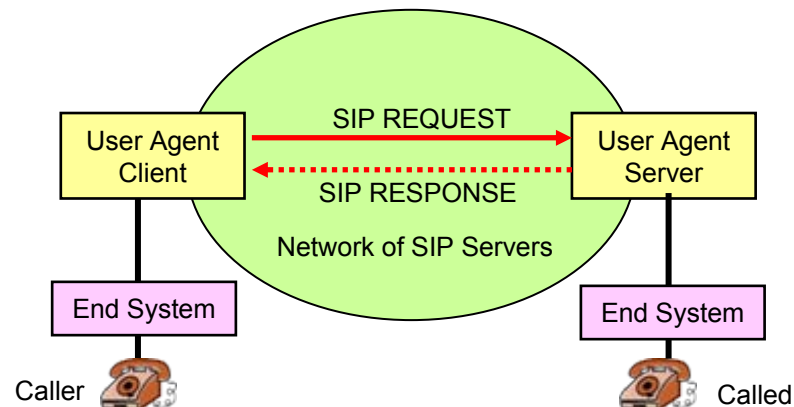 SIP REQUEST
User Agent
Client
User Agent
Server
SIP RESPONSE
Network of SIP Servers
End System
End System
Caller
Called